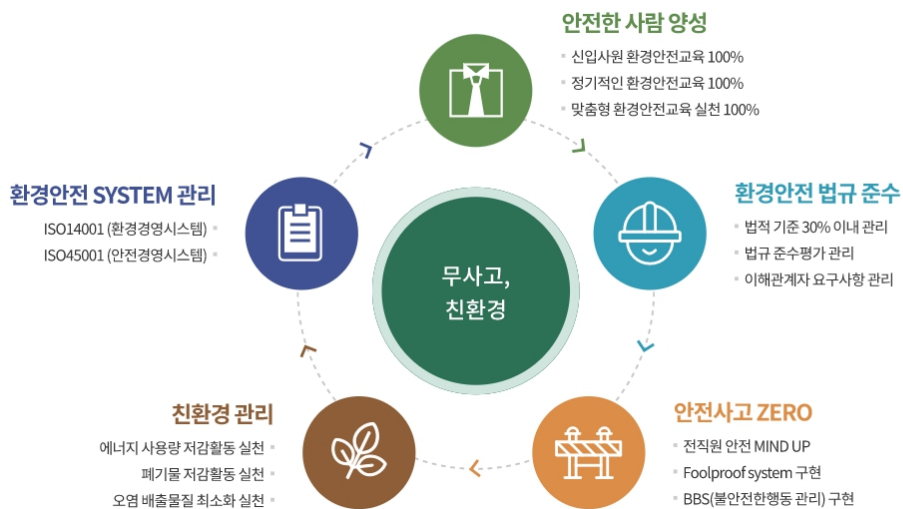 안전한 사람 양성
신입사원 환경안전교육 100%
정기적인 환경안전교육 100%
맞춤형 환경안전교육 실천 100%
환경안전 법규 준수
법적 기준 30% 이내 관리
법규 준수평가 관리
이해관계자 요구사항 관리
안전사고 ZERO
전직원 안전 MIND UP
Foolproof system 구현
BBS(불안전한행동 관리) 구현
친환경 관리
에너지 사용량 저감활동 실천
폐기물 저감활동 실천
오염 배출물질 최소화 실천
환경안전 SYSTEM 관리
ISO14001 (환경경영시스템)
ISO45001 (안전경영시스템)
무사고,
친환경